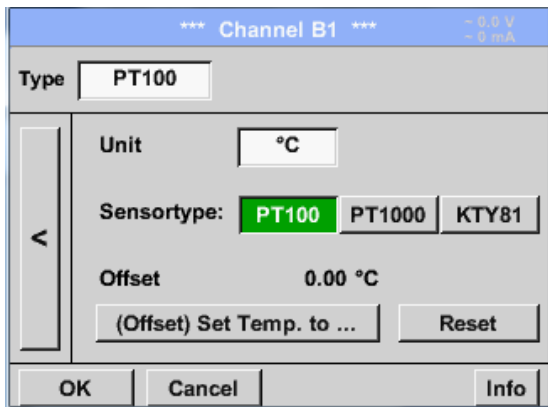 *** Channel B1 ***
~ 0.0 V
~ 0 mA
Type PT100
Unit °C
Sensortype: PT100 PT1000 KTY81
<
Offset 0.00 °C
(Offset) Set Temp. to ... Reset
OK Cancel Info